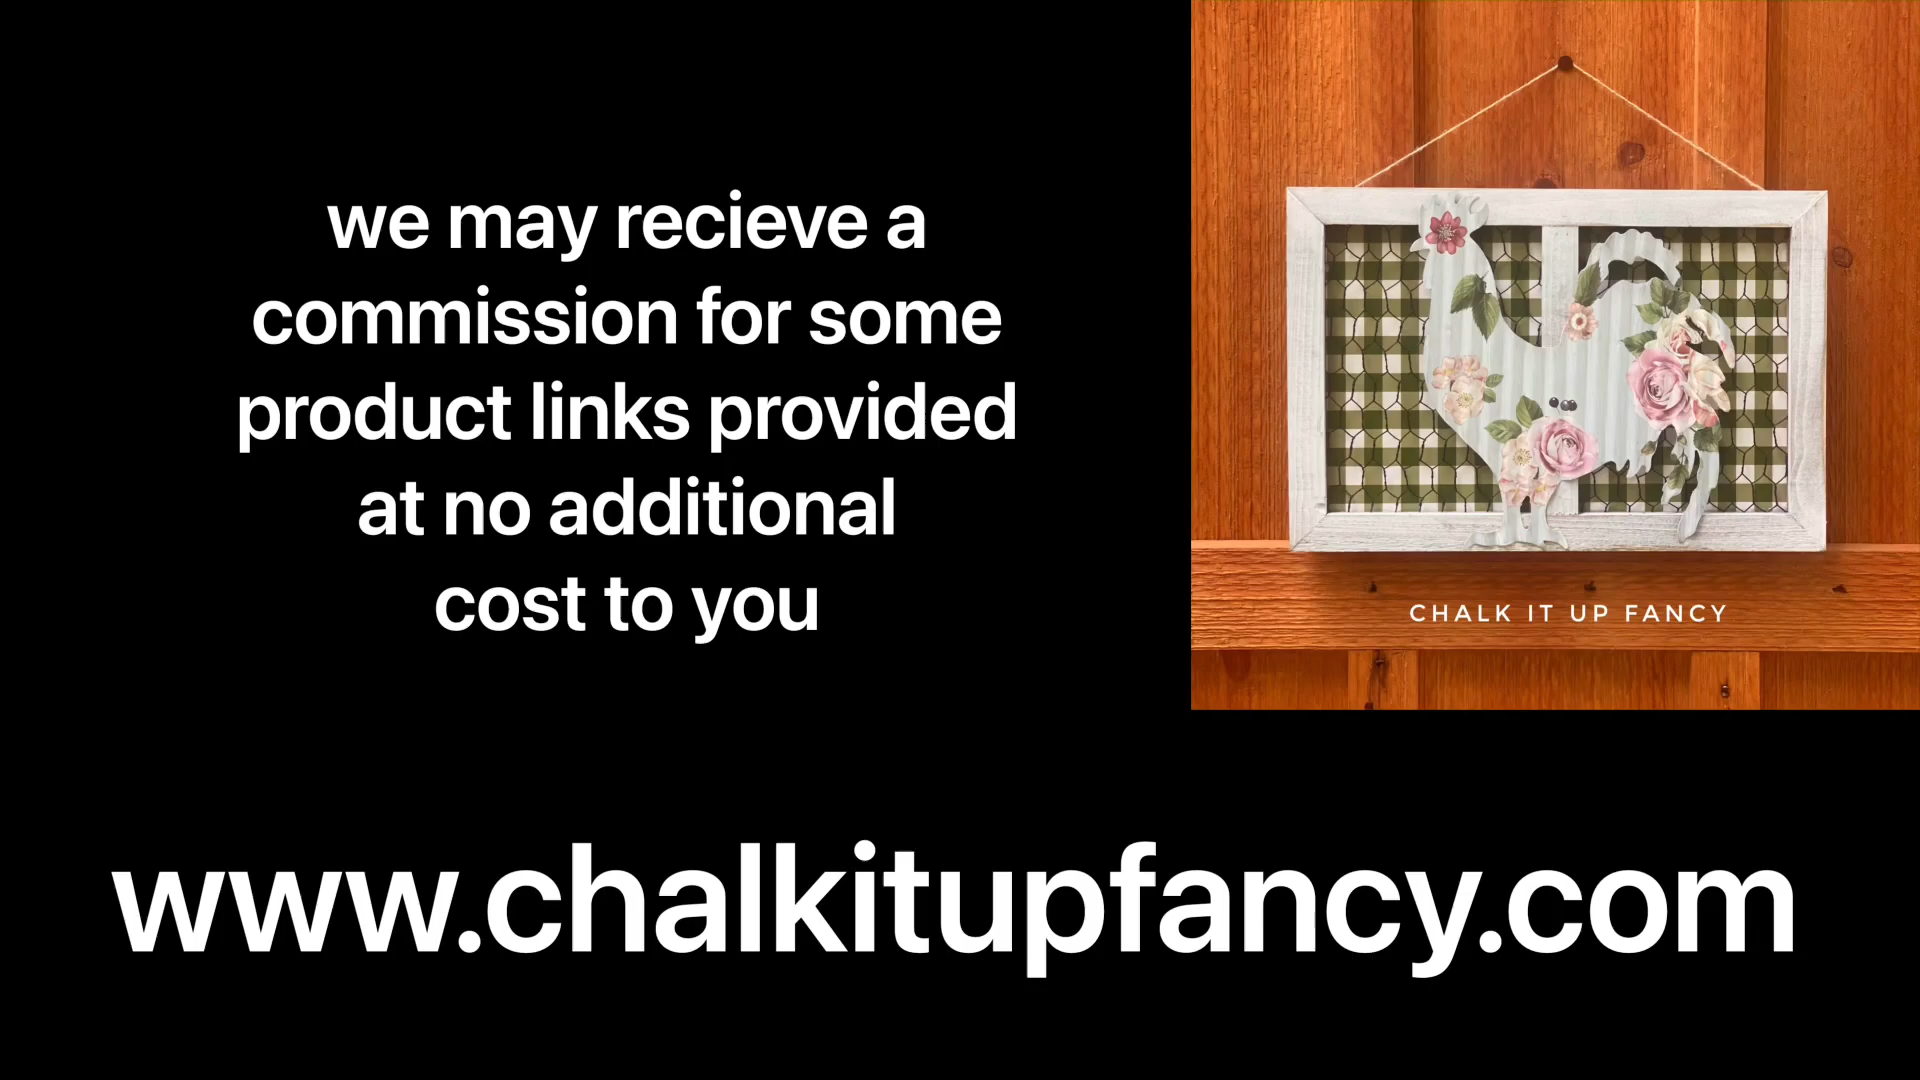 we may recieve a
commission for some
product links provided
at no additional
cost to you
CHALK IT UP FANCY
www.chalkitupfancy.com